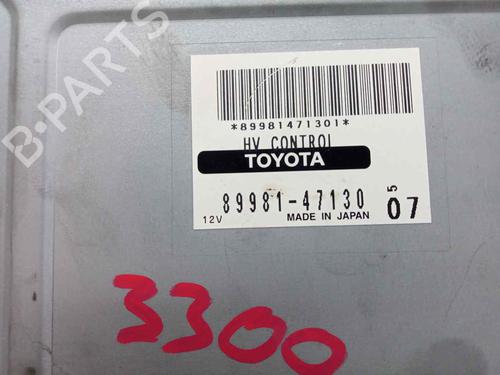 B-PARTS
*89981471301*
HV CONTROL
TOYOTA
89981-47130
5
07
12V
MADE IN JAPAN
3300